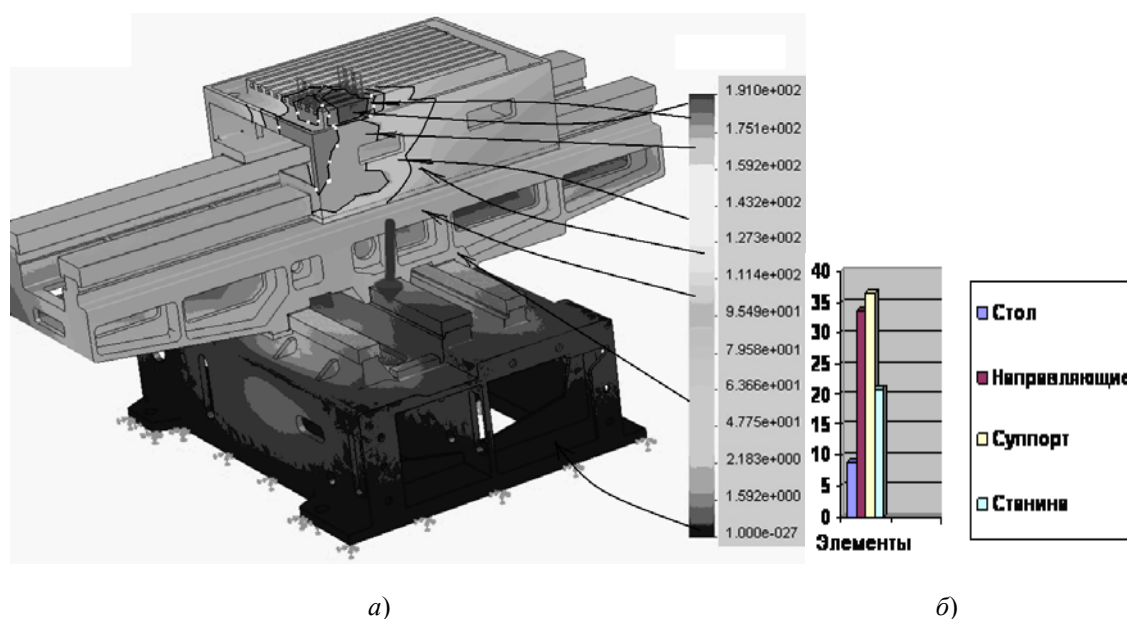 1.910e+002
1.751e+002
1.592e+002
1.432e+002
1.273e+002
1.114e+002
9.549e+001
7.958e+001
6.366e+001
4.775e+001
2.183e+000
1.592e+000
1.000e-027
40
35
30
25
20
15
10
5
0
Элементы
Стол
Направляющие
Суппорт
Станина
а)
б)